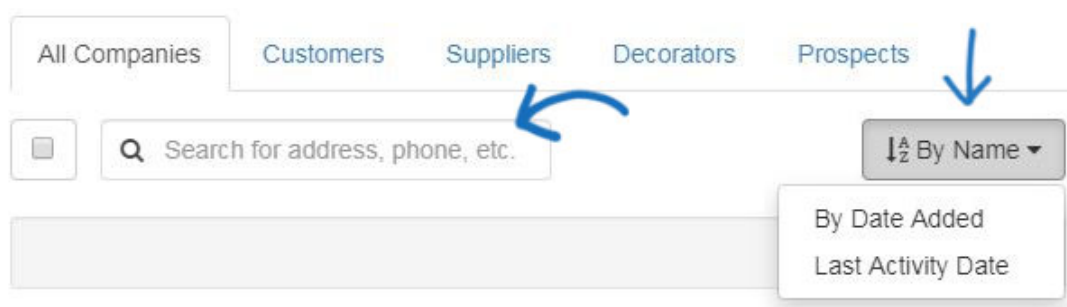 All Companies Customers Suppliers Decorators Prospects
Search for address, phone, etc. By Name
By Date Added
Last Activity Date